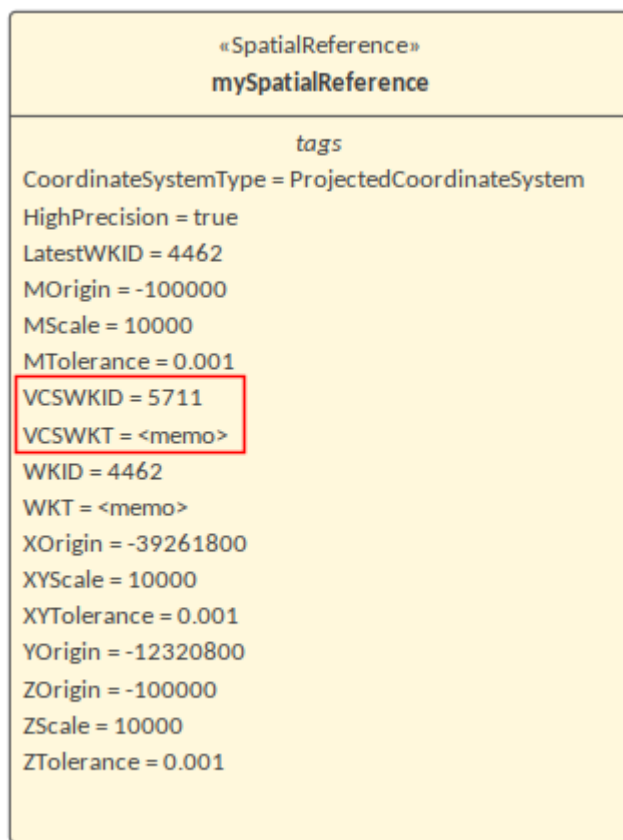 «SpatialReference»
mySpatialReference
tags
CoordinateSystemType = ProjectedCoordinateSystem
HighPrecision = true
LatestWKID = 4462
MOrigin = -100000
MScale = 10000
MTolerance = 0.001
VCSWKID = 5711
VCSWKT = <memo>
WKID = 4462
WKT = <memo>
XOrigin = -39261800
XYScale = 10000
XYTolerance = 0.001
YOrigin = -12320800
ZOrigin = -100000
ZScale = 10000
ZTolerance = 0.001